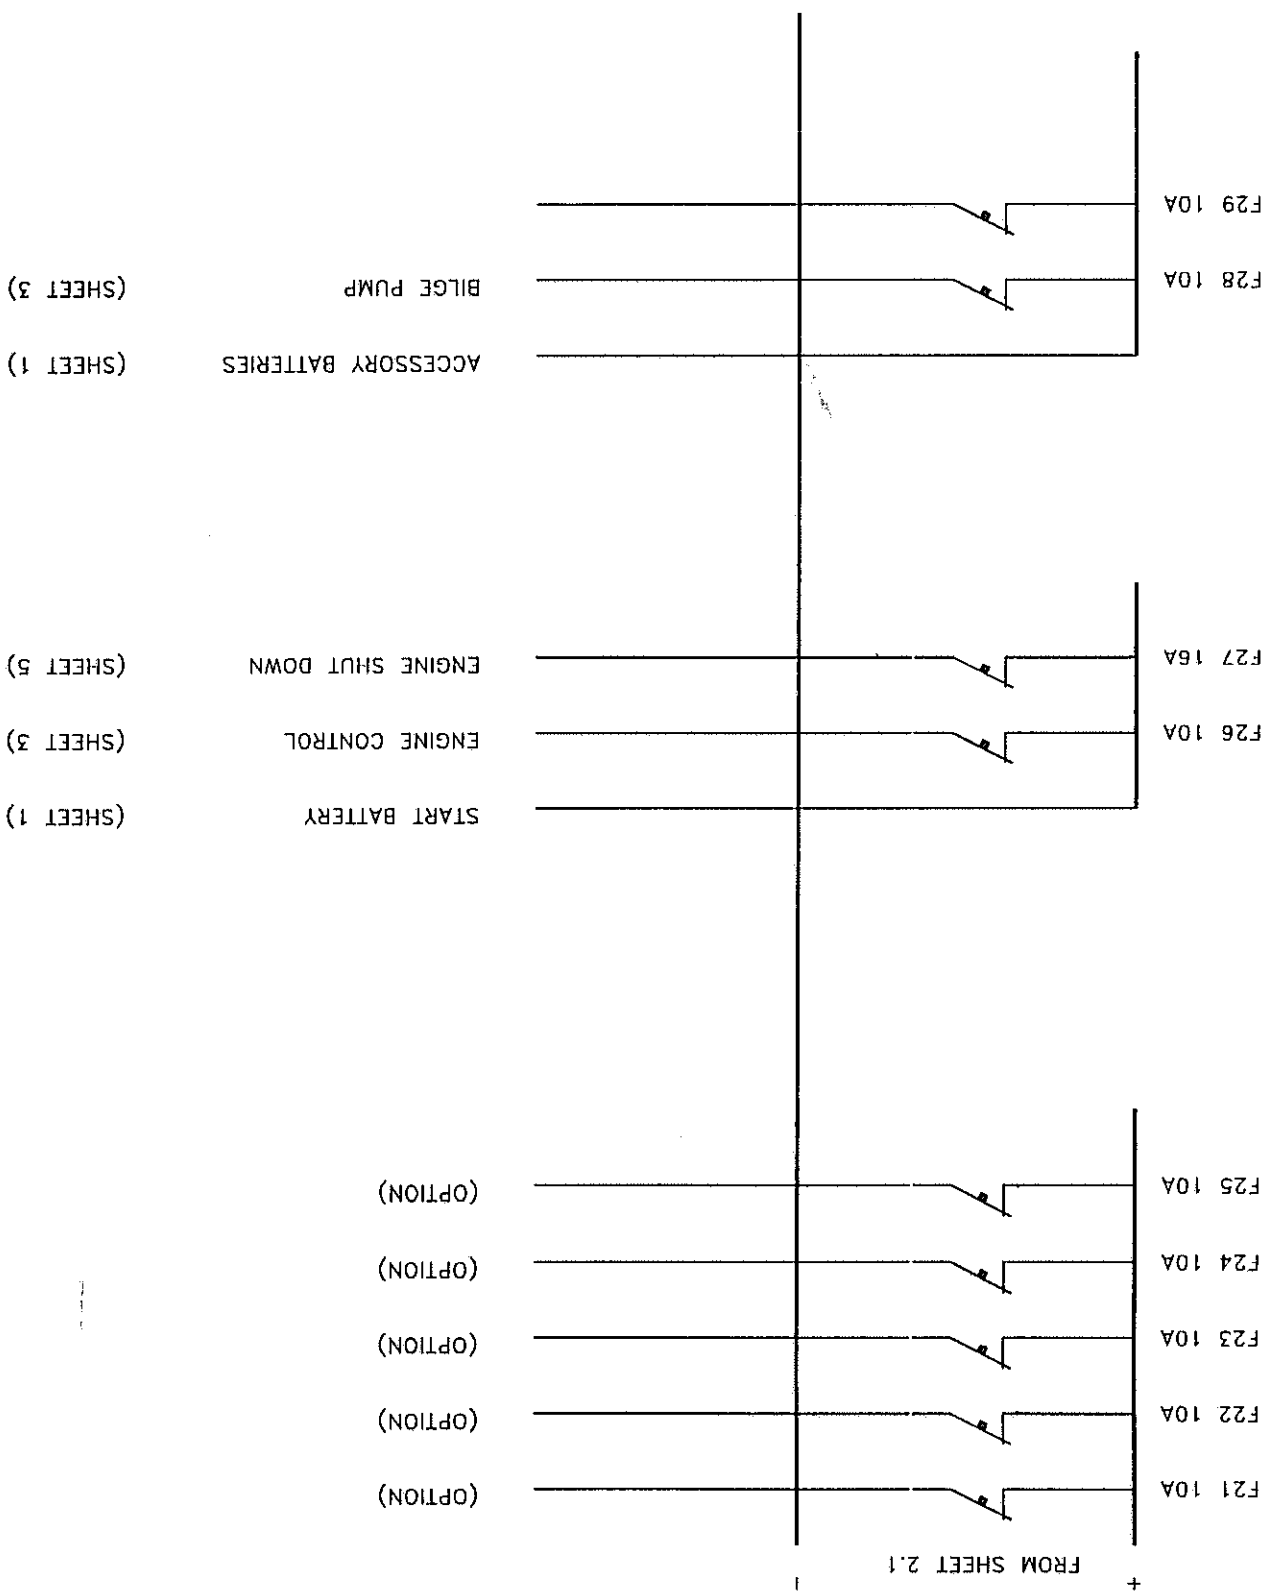 + FROM SHEET 2.1 -
F21 10A (OPTION)
F22 10A (OPTION)
F23 10A (OPTION)
F24 10A (OPTION)
F25 10A (OPTION)
START BATTERY (SHEET 1)
F26 10A ENGINE CONTROL (SHEET 3)
F27 16A ENGINE SHUT DOWN (SHEET 5)
ACCESSORY BATTERIES (SHEET 1)
F28 10A BILGE PUMP (SHEET 3)
F29 10A